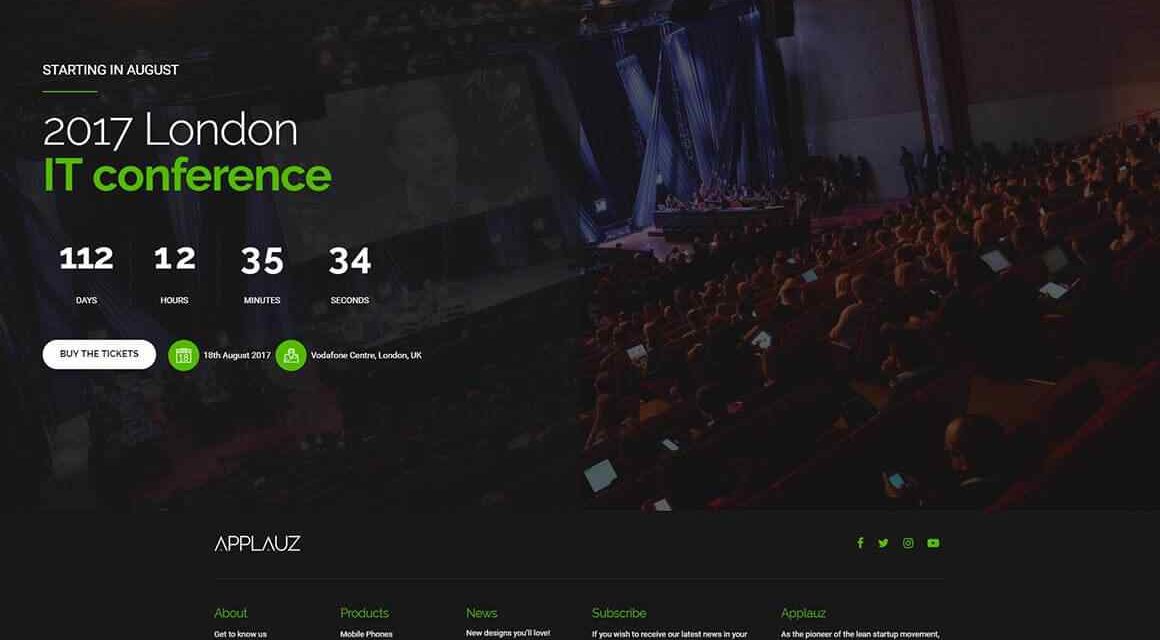 STARTING IN AUGUST
2017 London
IT conference
112 12 35 34
DAYS HOURS MINUTES SECONDS
BUY THE TICKETS 18 18th August 2017 Vodafone Centre, London, UK
APPLAUZ
About Products News Subscribe Applauz
Get to know us Mobile Phones New designs you'll love! If you wish to receive our latest news in your As the pioneer of the lean startup movement,